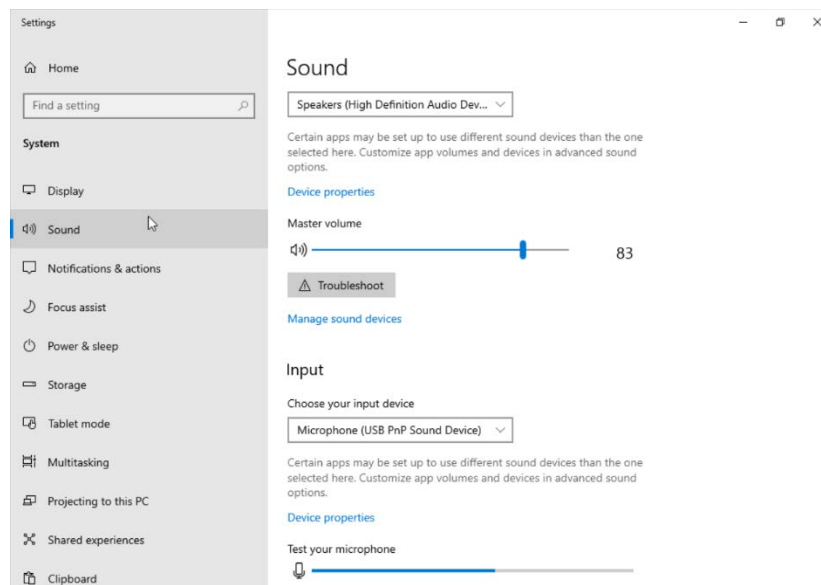 Settings
Home
Find a setting
System
Display
Sound
Notifications & actions
Focus assist
Power & sleep
Storage
Tablet mode
Multitasking
Projecting to this PC
Shared experiences
Clipboard
Sound
Speakers (High Definition Audio Dev...
Certain apps may be set up to use different sound devices than the one
selected here. Customize app volumes and devices in advanced sound
options.
Device properties
Master volume
83
Troubleshoot
Manage sound devices
Input
Choose your input device
Microphone (USB PnP Sound Device)
Certain apps may be set up to use different sound devices than the one
selected here. Customize app volumes and devices in advanced sound
options.
Device properties
Test your microphone